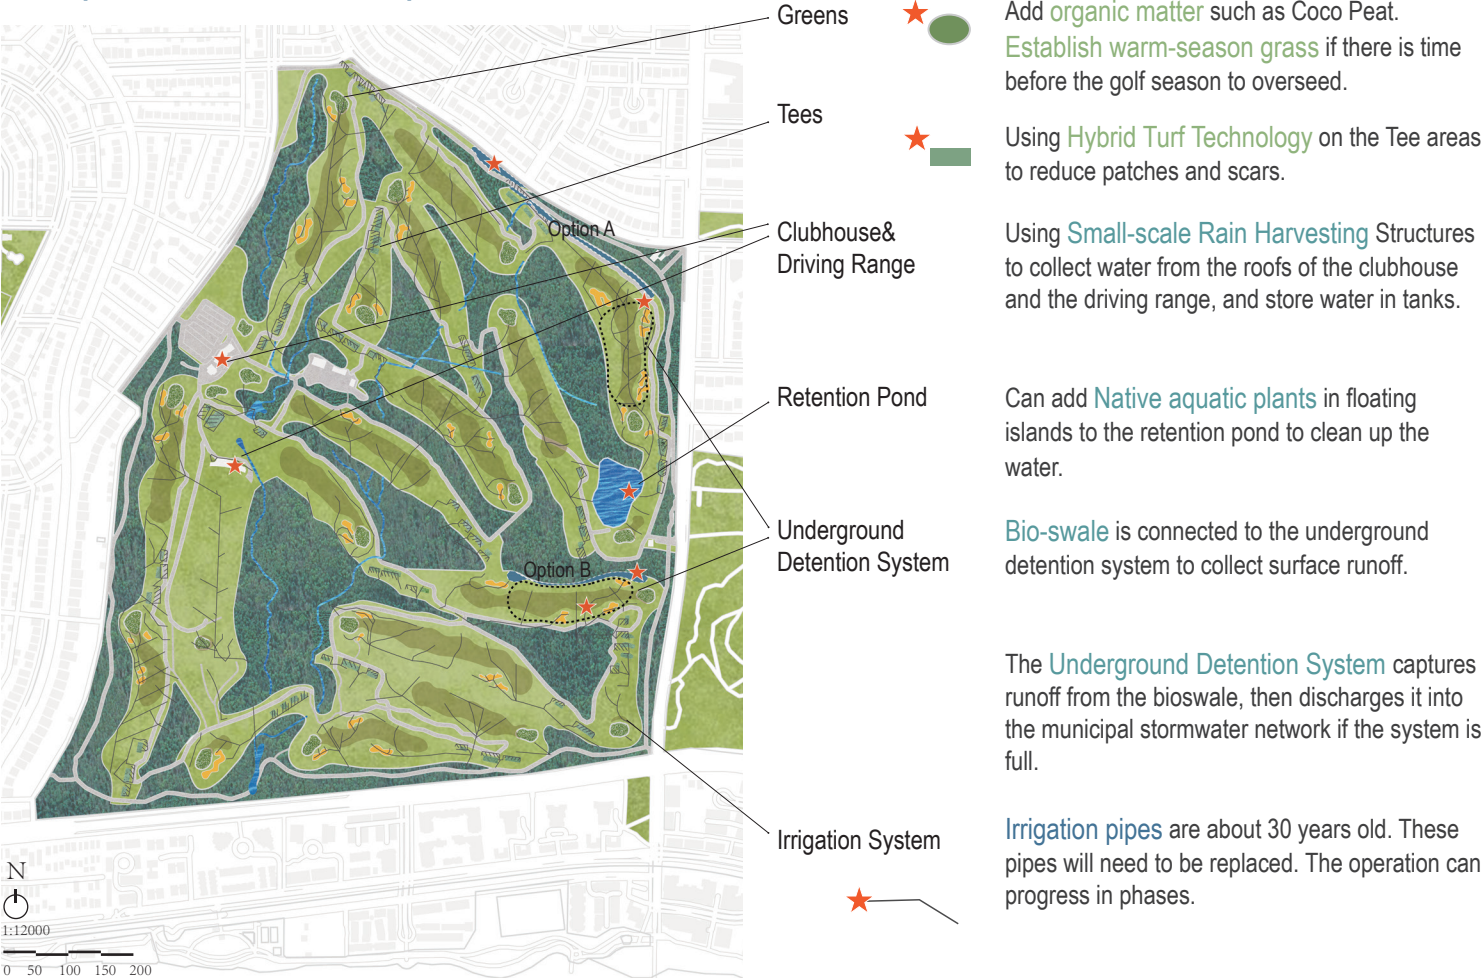 Greens
Add organic matter such as Coco Peat.
Establish warm-season grass if there is time
before the golf season to overseed.
Tees
Using Hybrid Turf Technology on the Tee areas
to reduce patches and scars.
Clubhouse&
Driving Range
Using Small-scale Rain Harvesting Structures
to collect water from the roofs of the clubhouse
and the driving range, and store water in tanks.
Retention Pond
Can add Native aquatic plants in floating
islands to the retention pond to clean up the
water.
Underground
Detention System
Bio-swale is connected to the underground
detention system to collect surface runoff.
The Underground Detention System captures
runoff from the bioswale, then discharges it into
the municipal stormwater network if the system is
full.
Irrigation System
Irrigation pipes are about 30 years old. These
pipes will need to be replaced. The operation can
progress in phases.
Option A
Option B
N
1:12000
0 50 100 150 200